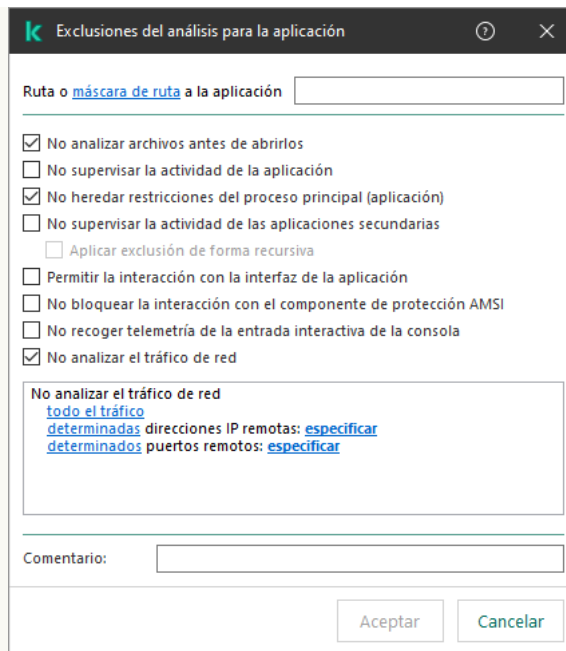 Exclusiones del análisis para la aplicación
Ruta o máscara de ruta a la aplicación
No analizar archivos antes de abrirlos
No supervisar la actividad de la aplicación
No heredar restricciones del proceso principal (aplicación)
No supervisar la actividad de las aplicaciones secundarias
Aplicar exclusión de forma recursiva
Permitir la interacción con la interfaz de la aplicación
No bloquear la interacción con el componente de protección AMSI
No recoger telemetría de la entrada interactiva de la consola
No analizar el tráfico de red
No analizar el tráfico de red
todo el tráfico
determinadas direcciones IP remotas: especificar
determinados puertos remotos: especificar
Comentario:
Aceptar Cancelar